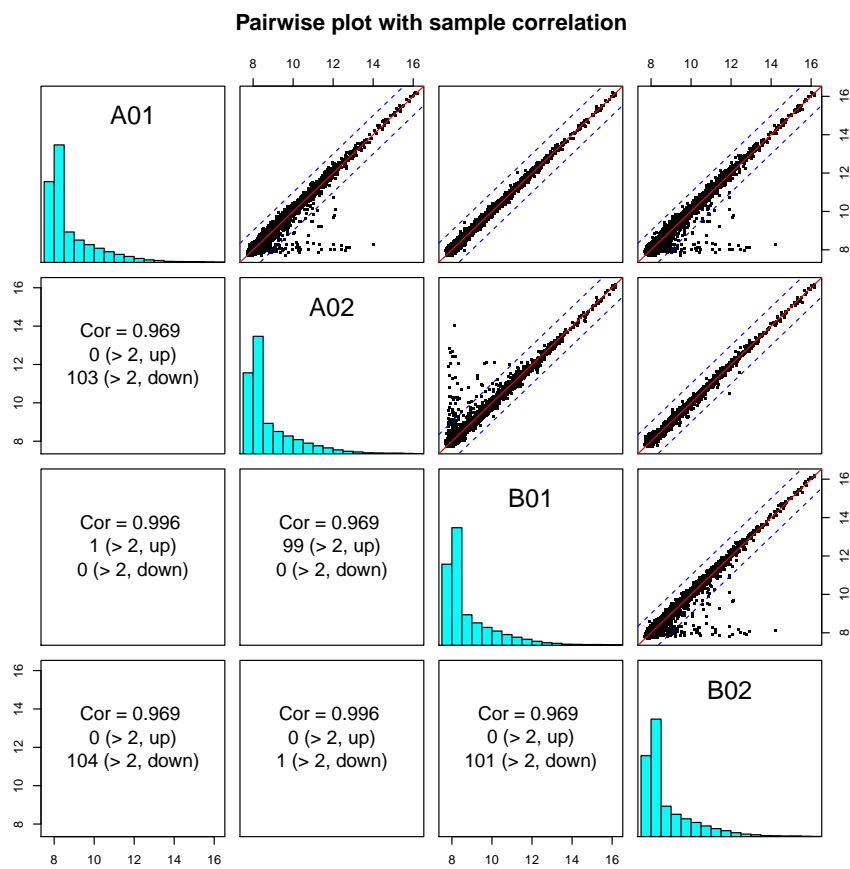 Pairwise plot with sample correlation
8 10 12 14 16
8 10 12 14 16
A01
8 10 12 14 16
8 10 12 14 16
Cor = 0.969
0 (> 2, up)
103 (> 2, down)
A02
Cor = 0.996
1 (> 2, up)
0 (> 2, down)
Cor = 0.969
99 (> 2, up)
0 (> 2, down)
B01
8 10 12 14 16
8 10 12 14 16
Cor = 0.969
0 (> 2, up)
104 (> 2, down)
Cor = 0.996
0 (> 2, up)
1 (> 2, down)
Cor = 0.969
0 (> 2, up)
101 (> 2, down)
B02
8 10 12 14 16
8 10 12 14 16